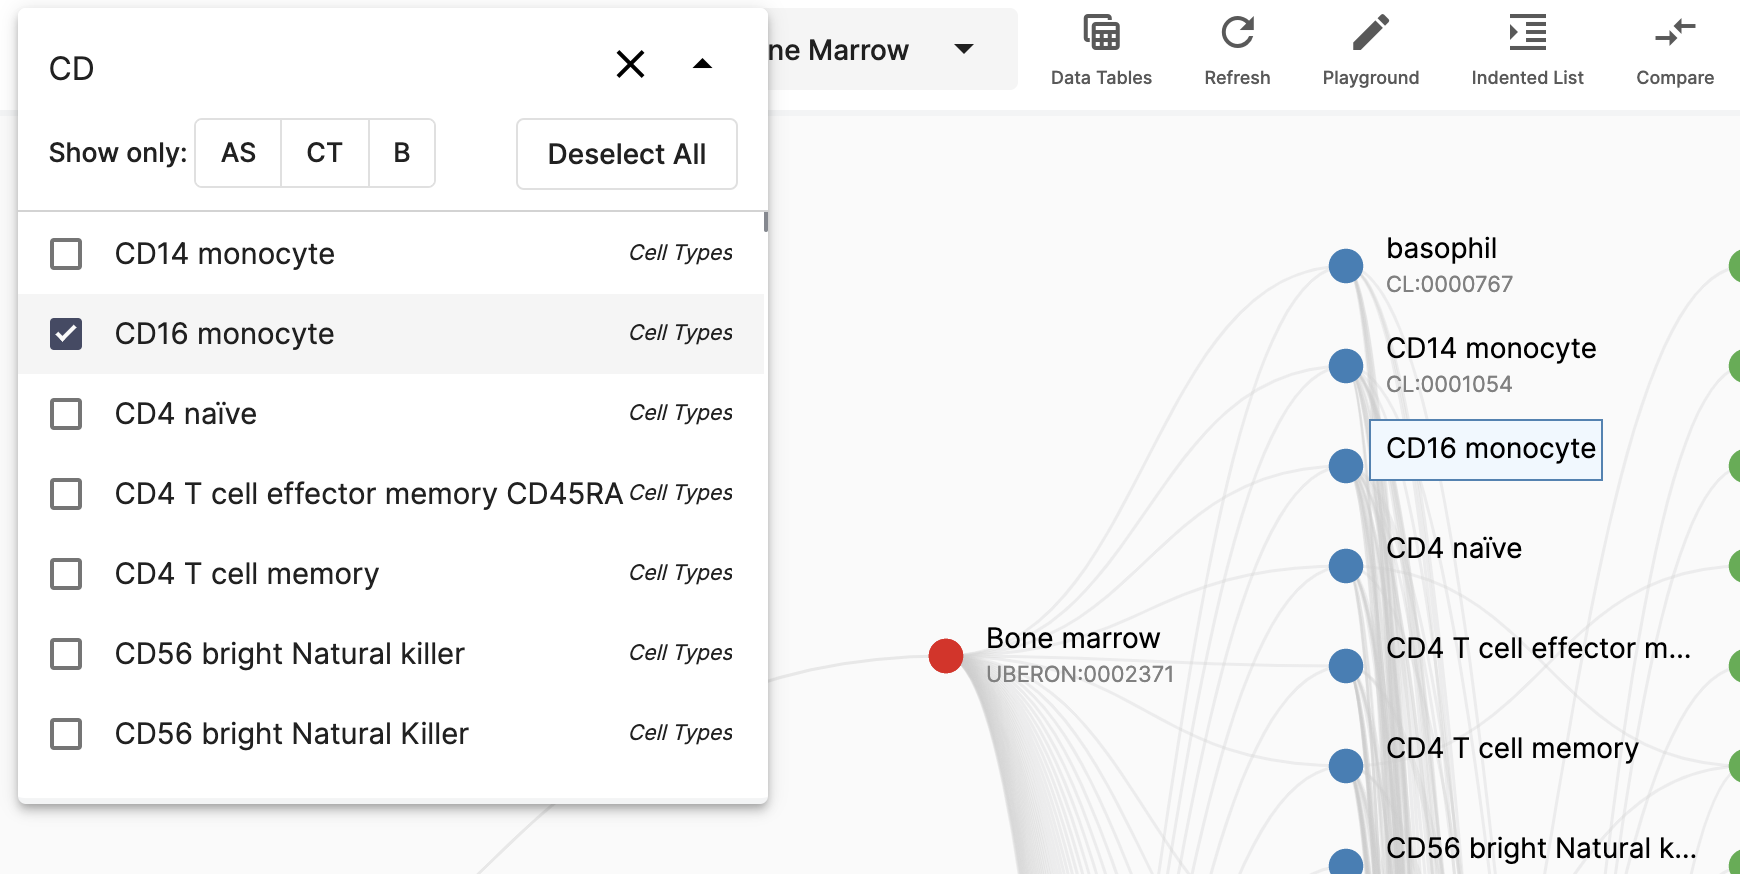 CD
Show only:
AS
CT
B
Deselect All
CD14 monocyte
Cell Types
CD16 monocyte
Cell Types
CD4 naïve
Cell Types
CD4 T cell effector memory CD45RA
Cell Types
CD4 T cell memory
Cell Types
CD56 bright Natural killer
Cell Types
CD56 bright Natural Killer
Cell Types
ne Marrow
Data Tables
Refresh
Playground
Indented List
Compare
Bone marrow
UBERON:0002371
basophil
CL:0000767
CD14 monocyte
CL:0001054
CD16 monocyte
CD4 naïve
CD4 T cell effector m...
CD4 T cell memory
CD56 bright Natural k...